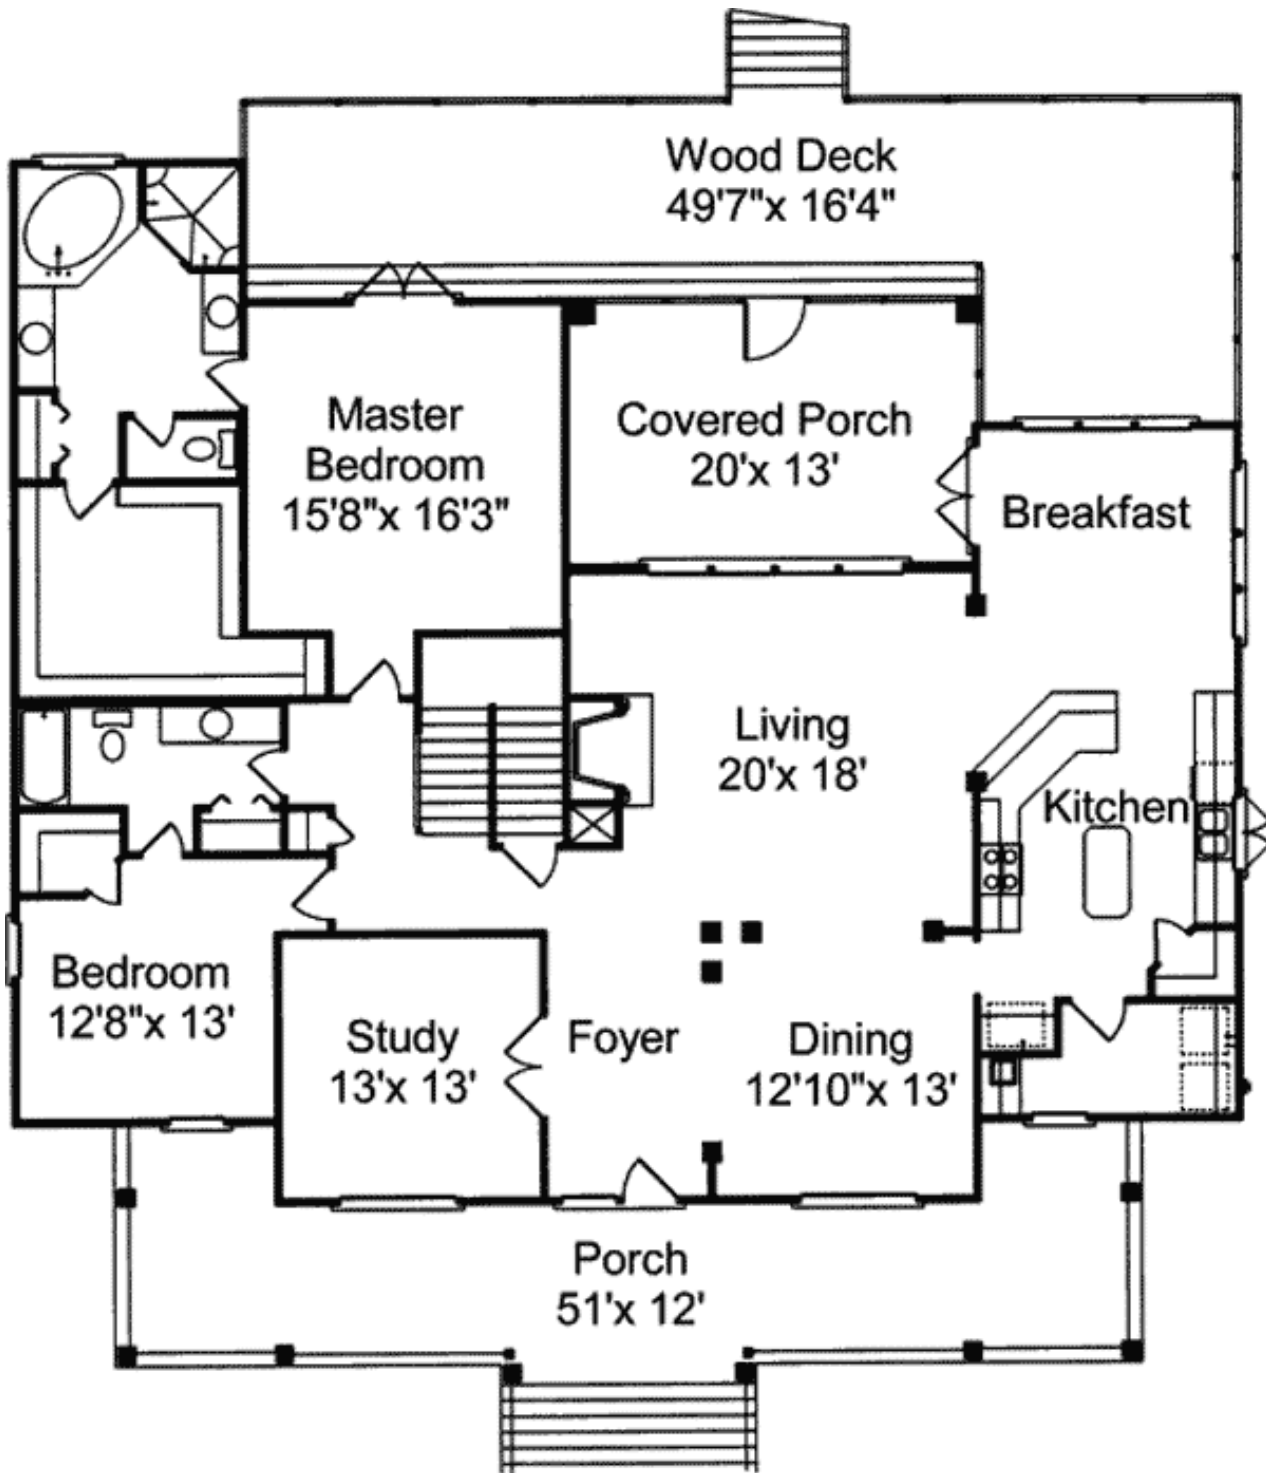 Wood Deck
49'7"x 16'4"
Master
Bedroom
15'8"x 16'3"
Covered Porch
20'x 13'
Breakfast
Living
20'x 18'
Kitchen
Bedroom
12'8"x 13'
Study
13'x 13'
Foyer
Dining
12'10"x 13'
Porch
51'x 12'